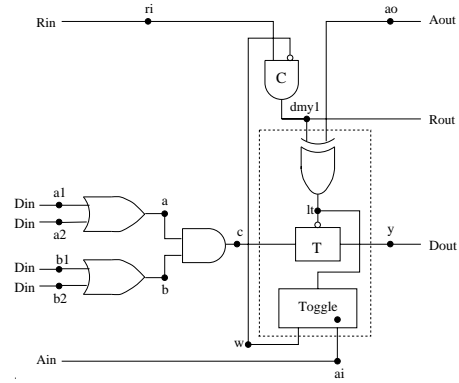 ri
ao
Rin
Aout
w
C
dmy1
Rout
a1
Din
a
lt
Din
a2
c
y
T
Dout
b1
Din
Din
b2
b
Toggle
w
Ain
ai